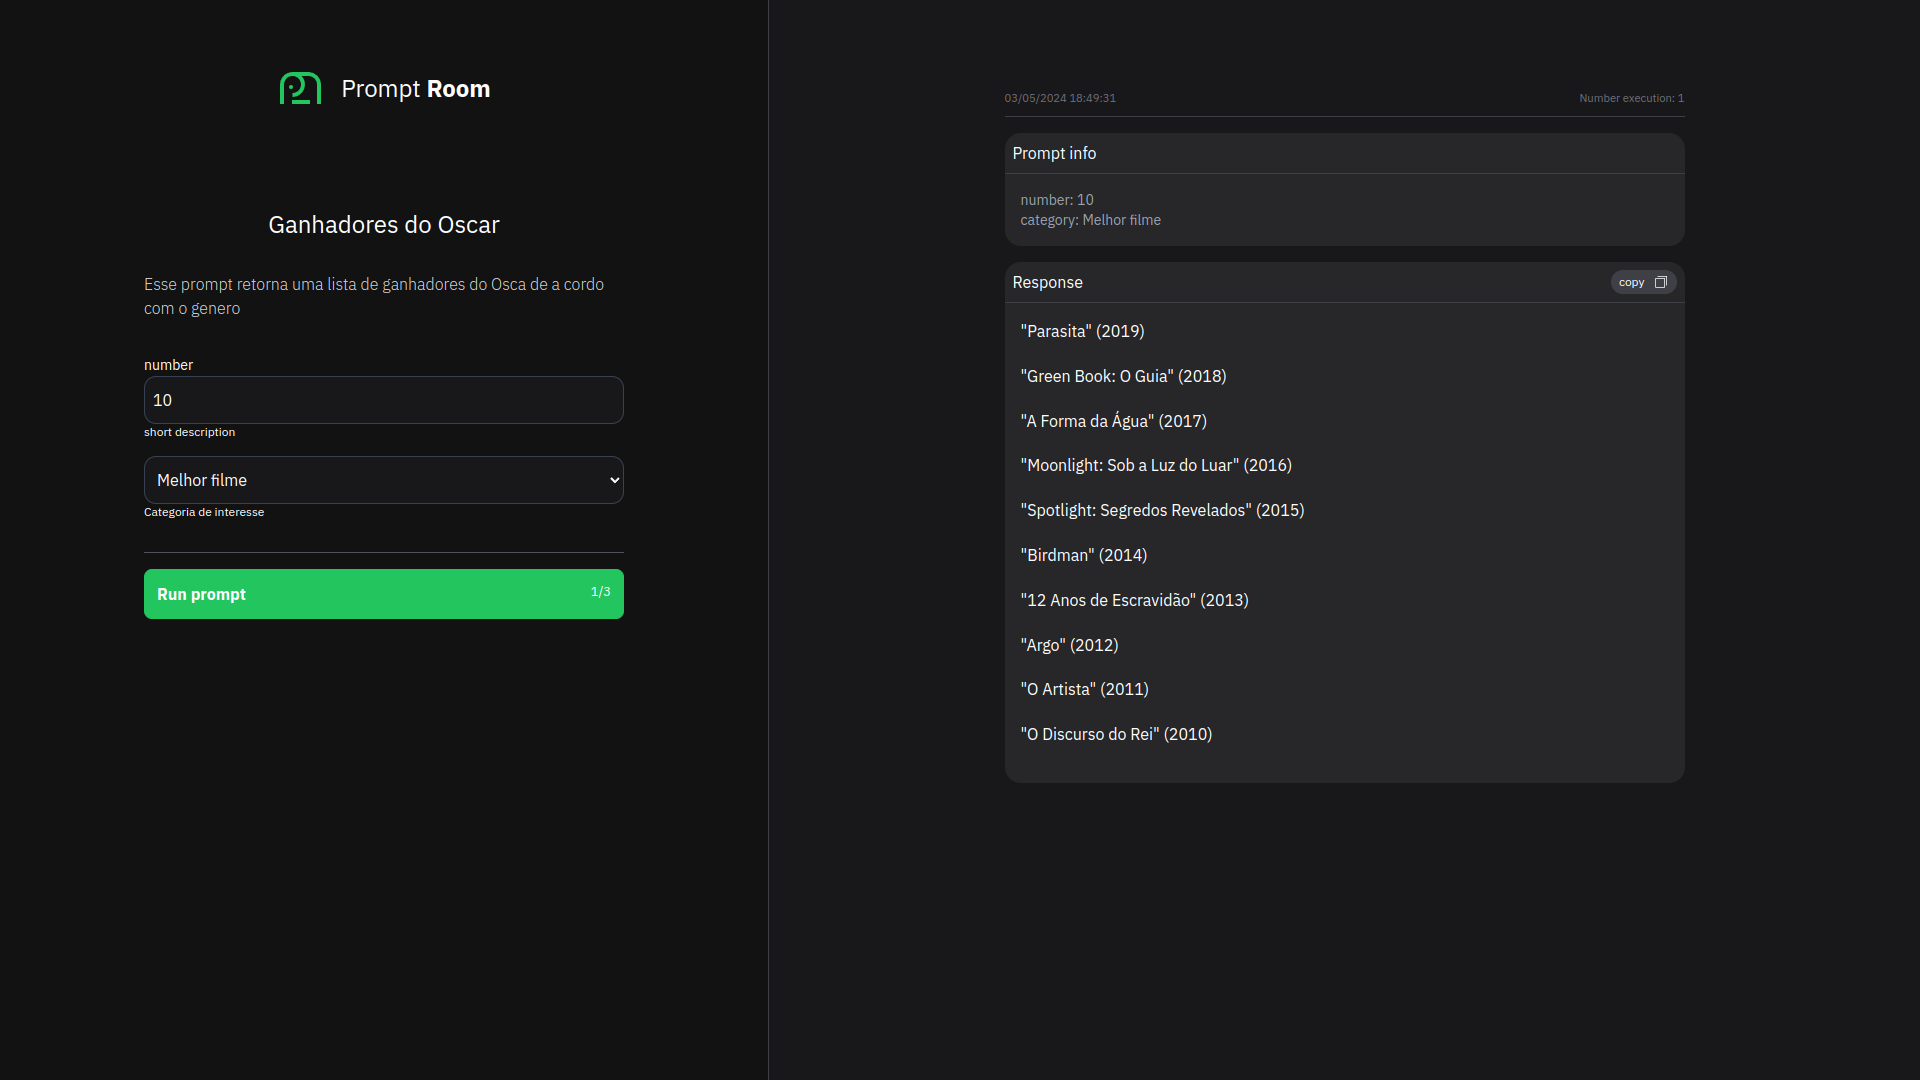 Prompt Room
Ganhadores do Oscar
Esse prompt retorna uma lista de ganhadores do Osca de a cordo
com o genero
number
10
short description
Melhor filme
Categoria de interesse
Run prompt 1/3
03/05/2024 18:49:31 Number execution: 1
Prompt info
number: 10
category: Melhor filme
Response copy
"Parasita" (2019)
"Green Book: O Guia" (2018)
"A Forma da Água" (2017)
"Moonlight: Sob a Luz do Luar" (2016)
"Spotlight: Segredos Revelados" (2015)
"Birdman" (2014)
"12 Anos de Escravidão" (2013)
"Argo" (2012)
"O Artista" (2011)
"O Discurso do Rei" (2010)